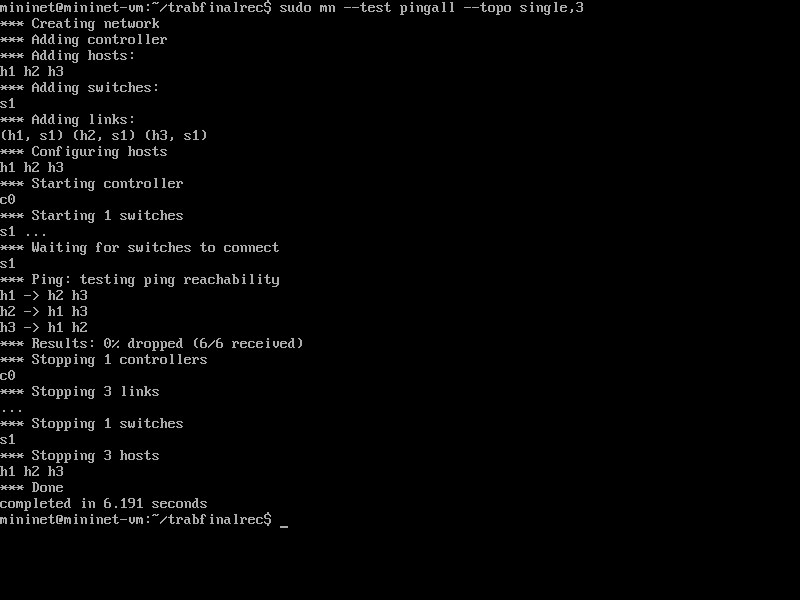 mininet@mininet-vm:~/trabfinalrec$ sudo mn --test pingall --topo single,3
*** Creating network
*** Adding controller
*** Adding hosts:
h1 h2 h3
*** Adding switches:
s1
*** Adding links:
(h1, s1) (h2, s1) (h3, s1)
*** Configuring hosts
h1 h2 h3
*** Starting controller
c0
*** Starting 1 switches
s1 ...
*** Waiting for switches to connect
s1
*** Ping: testing ping reachability
h1 -> h2 h3
h2 -> h1 h3
h3 -> h1 h2
*** Results: 0% dropped (6/6 received)
*** Stopping 1 controllers
c0
*** Stopping 3 links
...
*** Stopping 1 switches
s1
*** Stopping 3 hosts
h1 h2 h3
*** Done
completed in 6.191 seconds
mininet@mininet-vm:~/trabfinalrec$ _